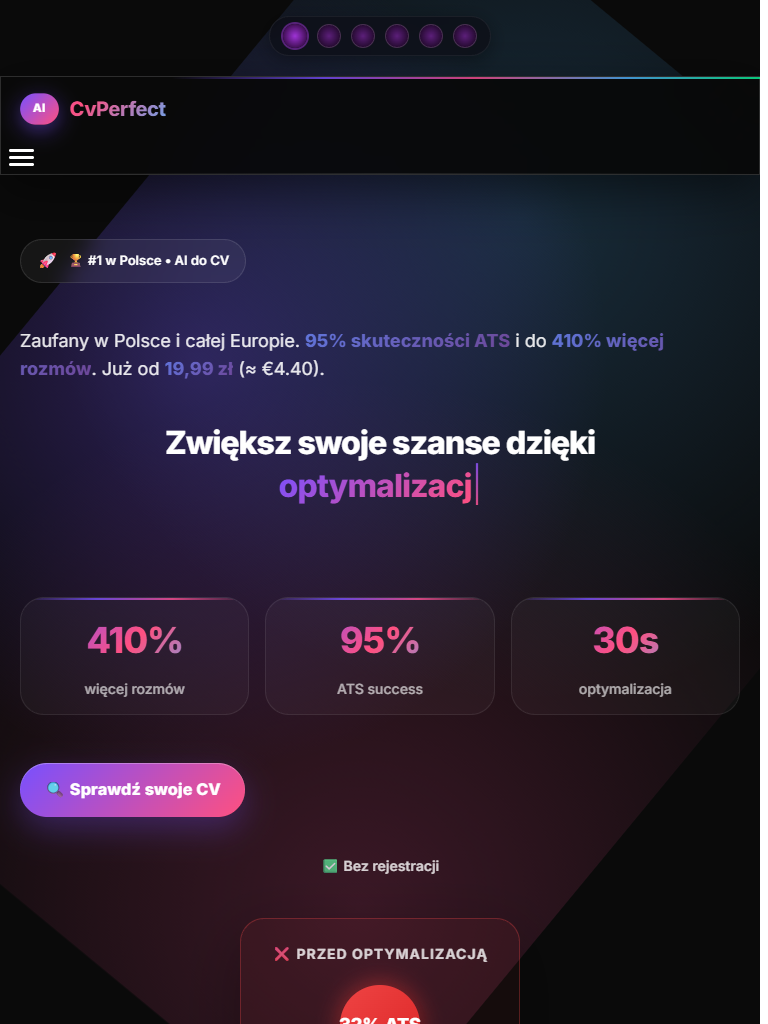 AI CvPerfect
🚀 🏆 #1 w Polsce • AI do CV
Zaufany w Polsce i całej Europie. 95% skuteczności ATS i do 410% więcej
rozmów. Już od 19,99 zł (≈ €4.40).
Zwiększ swoje szanse dzięki
optymalizacj
410%
więcej rozmów
95%
ATS success
30s
optymalizacja
🔍 Sprawdź swoje CV
✅ Bez rejestracji
❌ PRZED OPTYMALIZACJĄ
32% ATS